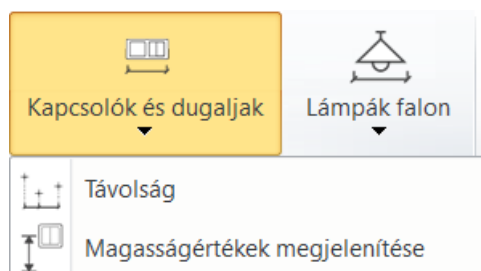 Kapcsolók és dugaljak
Lámpák falon
Távolság
Magasságértékek megjelenítése